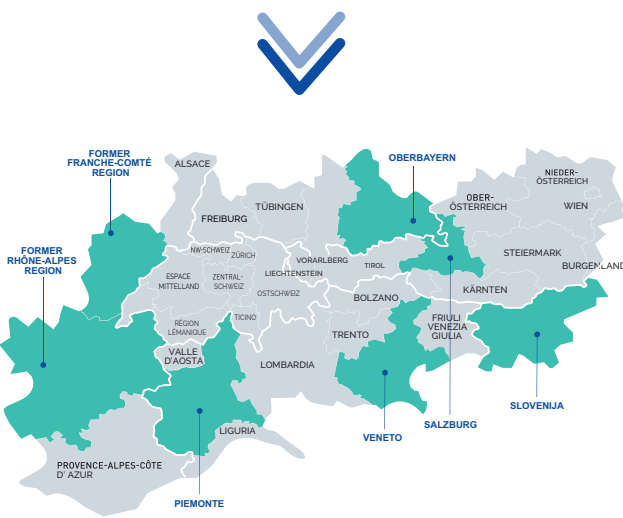 FORMER
FRANCHE-COMTÉ
REGION
ALSACE
OBERBAYERN
NIEDER-
ÖSTERREICH
OBER-
ÖSTERREICH
WIEN
TÜBINGEN
FREIBURG
FORMER
RHÔNE-ALPES
REGION
NW-SCHWEIZ
ZÜRICH
VORARLBERG
LIECHTENSTEIN
TIROL
STEIERMARK
BURGENLAND
ESPACE
MITTELLAND
ZENTRAL-
SCHWEIZ
OSTSCHWEIZ
BOLZANO
KÄRNTEN
RÉGION
LÉMANIQUE
TICINO
TRENTO
FRIULI
VENEZIA
GIULIA
VALLE
D'AOSTA
LOMBARDIA
SLOVENIJA
SALZBURG
VENETO
LIGURIA
PROVENCE-ALPES-CÔTE
D' AZUR
PIEMONTE